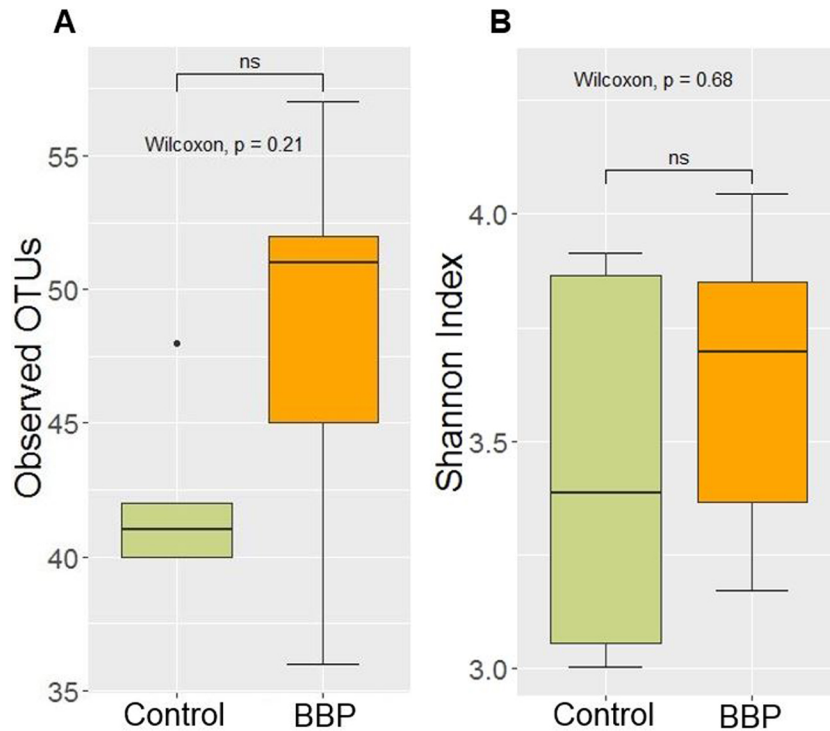 A
ns
Wilcoxon, p = 0.21
55
50
45
40
35
Observed OTUs
Control BBP
B
Wilcoxon, p = 0.68
ns
4.0
3.5
3.0
Shannon Index
Control BBP